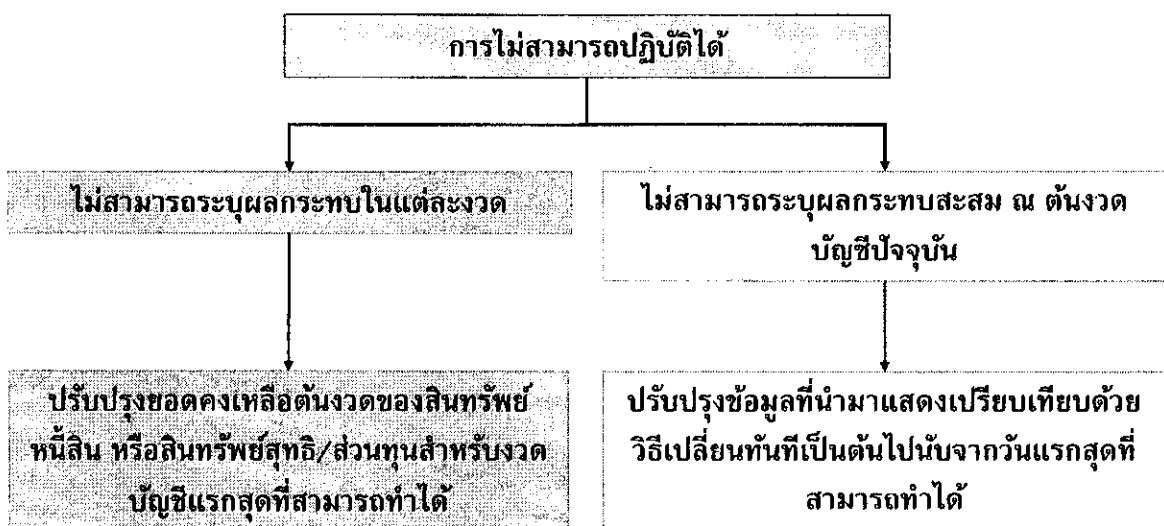 การไม่สามารถปฏิบัติได้
ไม่สามารถระบุผลกระทบในแต่ละงวด
ไม่สามารถระบุผลกระทบสะสม ณ ต้นงวด
บัญชีปัจจุบัน
ปรับปรุงยอดคงเหลือต้นงวดของสินทรัพย์
หนี้สิน หรือสินทรัพย์สุทธิ/ส่วนทุนสำหรับงวด
บัญชีแรกสุดที่สามารถทำได้
ปรับปรุงข้อมูลที่นำมาแสดงเปรียบเทียบด้วย
วิธีเปลี่ยนทันทีเป็นต้นไปนับจากวันแรกสุดที่
สามารถทำได้